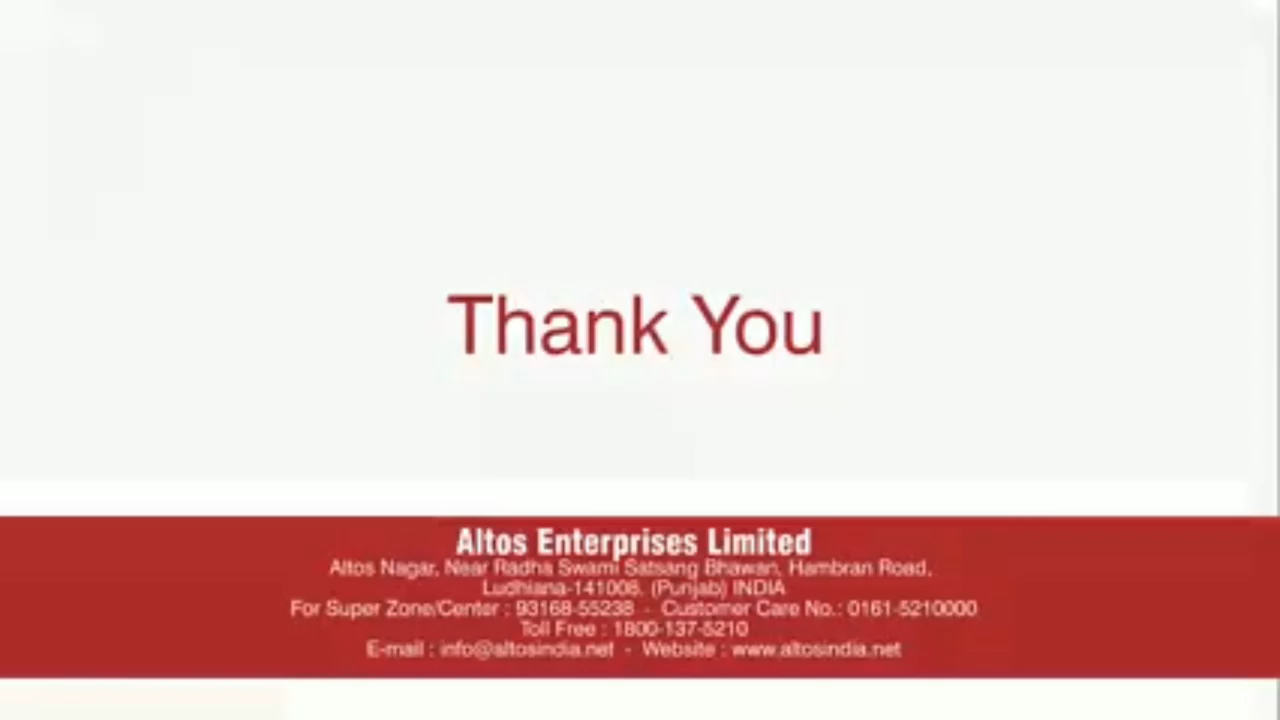 Thank You
Altos Enterprises Limited
Altos Nagar, Near Radha Swami Satsang Bhawan, Hambran Road,
Ludhiana-141008. (Punjab) INDIA
For Super Zone/Center : 93168-55238 - Customer Care No.: 0161-5210000
Toll Free : 1800-137-5210
E-mail : info@altosindia.net - Website : www.altosindia.net